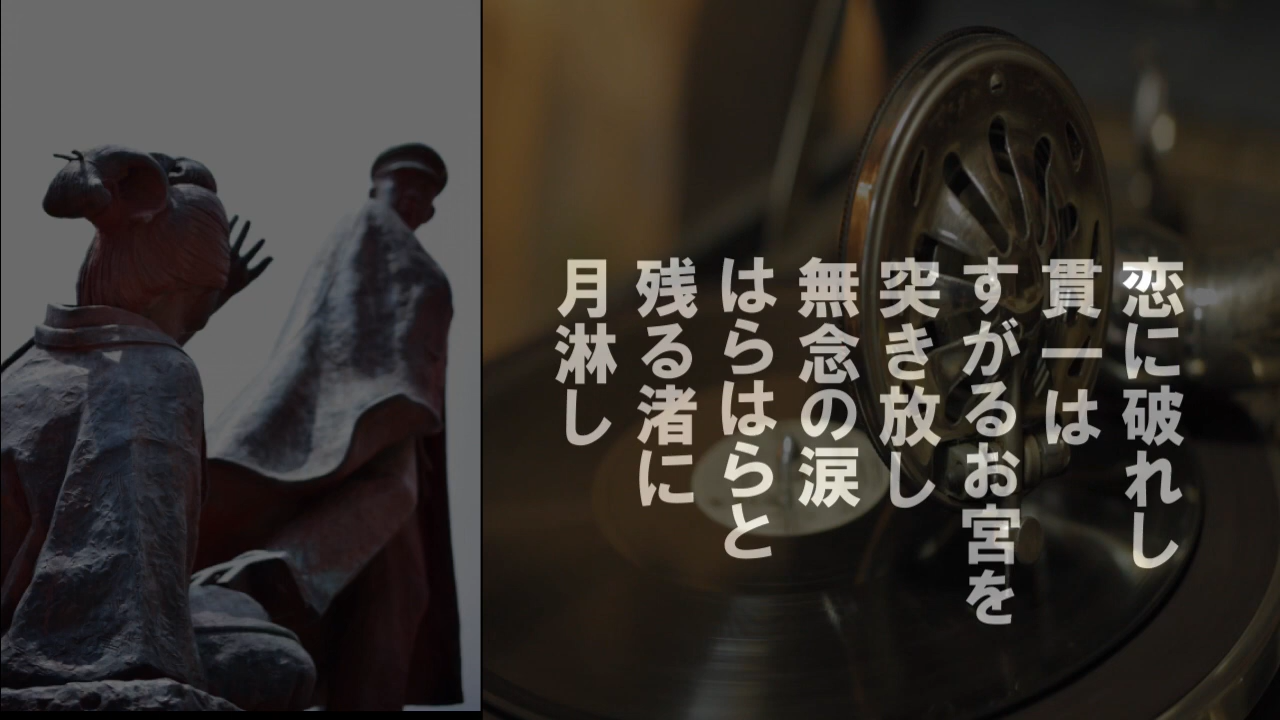 恋に破れし
貫一は
すがるお宮を
突き放し
無念の涙
はらはらと
残る渚に
月淋し